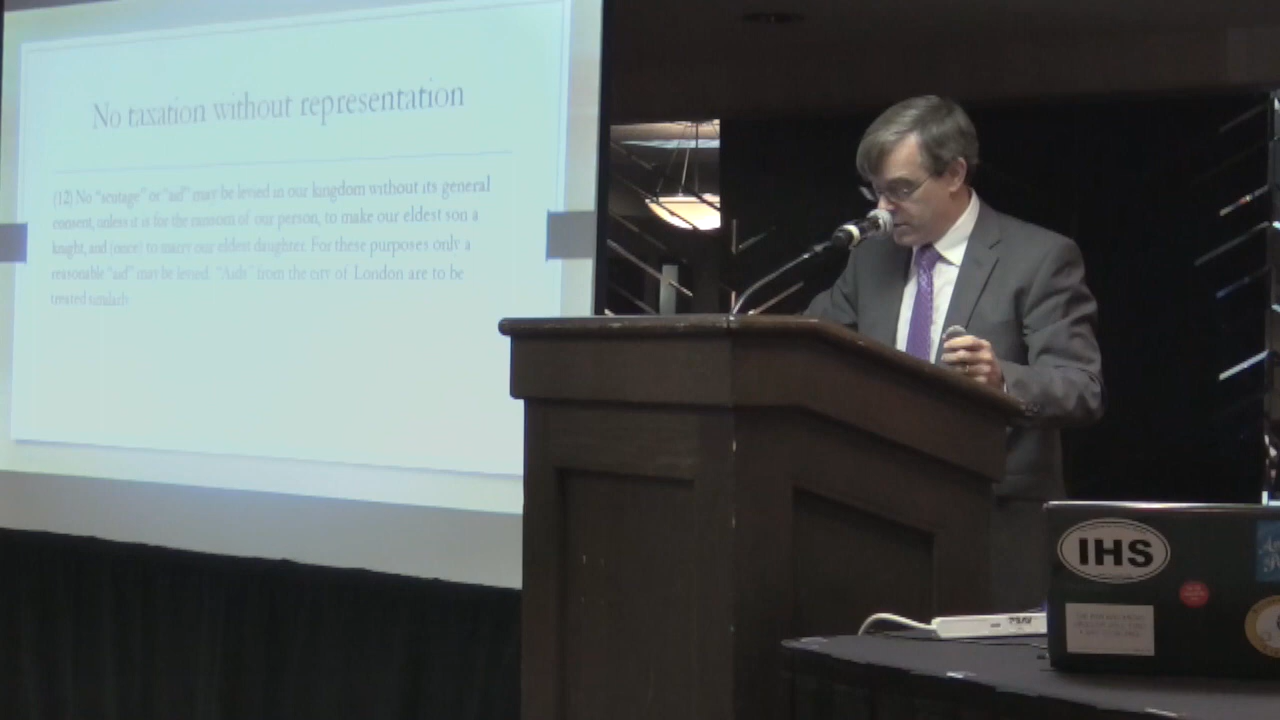 No taxation without representation
(12) No "scutage" or "aid" may be levied in our kingdom without its general
consent, unless it is for the ransom of our person, to make our eldest son a
knight, and (once) to marry our eldest daughter. For these purposes only a
reasonable "aid" may be levied. "Aids" from the city of London are to be
treated similarly
IHS